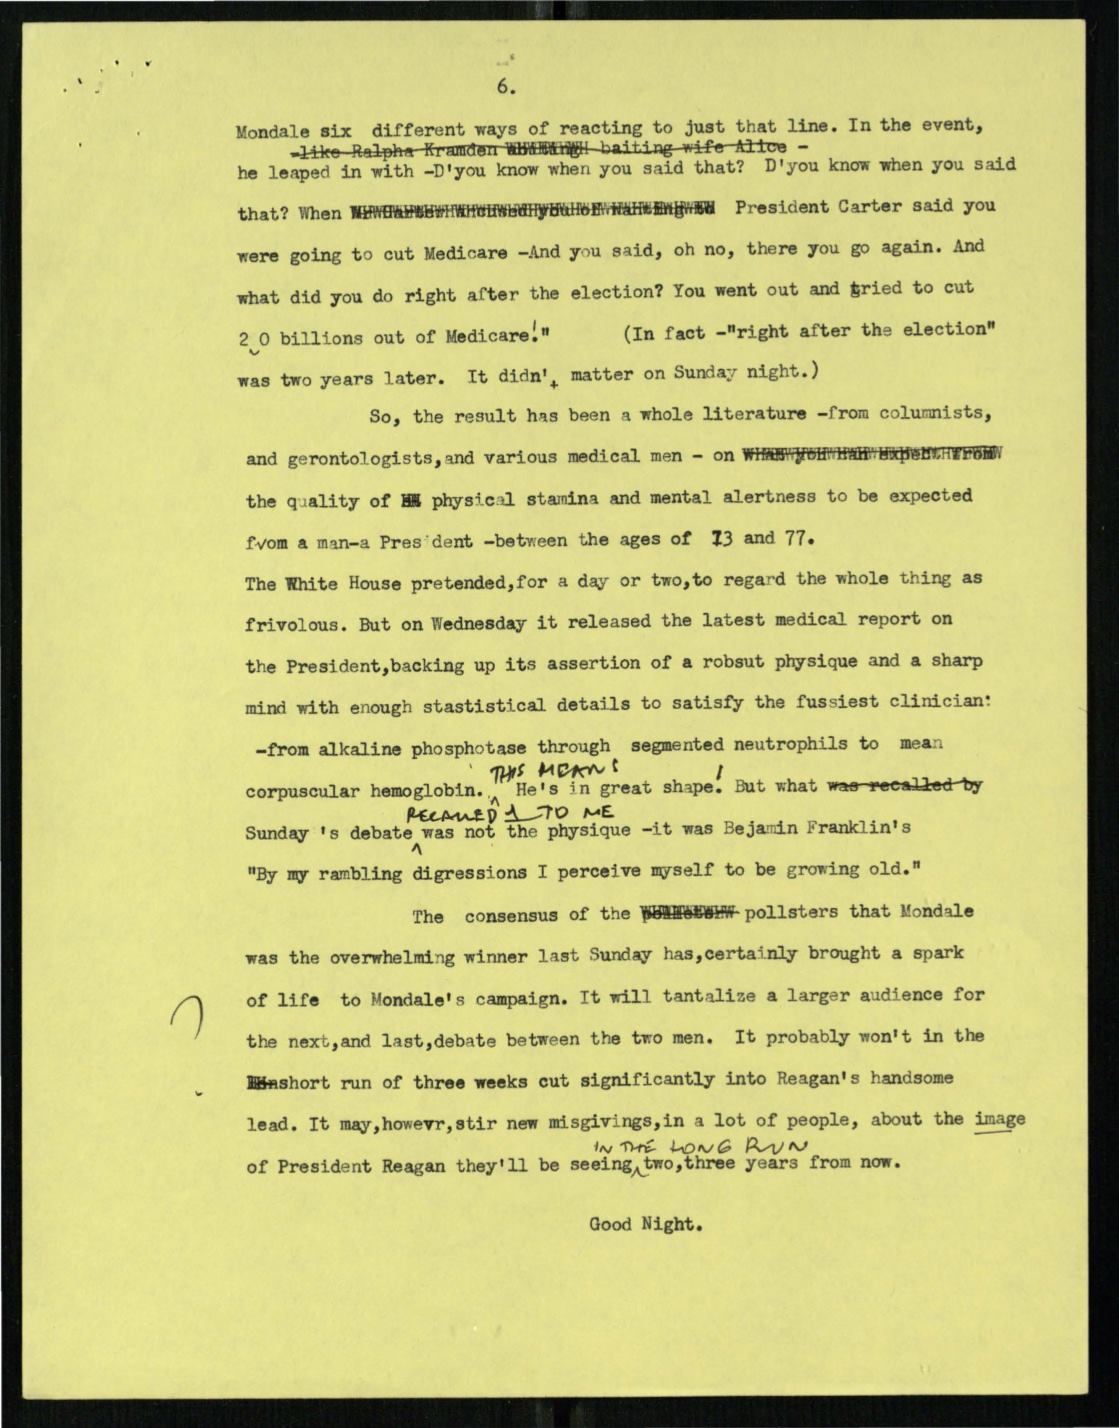 6.
Mondale six different ways of reacting to just that line. In the event,
-like Ralpha Kramden baiting wife Alice -
he leaped in with -D'you know when you said that? D'you know when you said
that? When President Carter said you
were going to cut Medicare -And you said, oh no, there you go again. And
what did you do right after the election? You went out and tried to cut
2 0 billions out of Medicare!" (In fact -"right after the election"
was two years later. It didn't matter on Sunday night.)
So, the result has been a whole literature -from columnists,
and gerontologists,and various medical men - on what you can expect from
the quality of physical stamina and mental alertness to be expected
from a man-a President -between the ages of 73 and 77.
The White House pretended,for a day or two,to regard the whole thing as
frivolous. But on Wednesday it released the latest medical report on
the President,backing up its assertion of a robsut physique and a sharp
mind with enough stastistical details to satisfy the fussiest clinician:
-from alkaline phosphotase through segmented neutrophils to mean
THIS MEANS
corpuscular hemoglobin. He's in great shape! But what was recalled by
RECALLED TO ME
Sunday 's debate was not the physique -it was Bejamin Franklin's
"By my rambling digressions I perceive myself to be growing old."
The consensus of the pollsters that Mondale
was the overwhelming winner last Sunday has,certainly brought a spark
of life to Mondale's campaign. It will tantalize a larger audience for
the next,and last,debate between the two men. It probably won't in the
short run of three weeks cut significantly into Reagan's handsome
lead. It may,howevr,stir new misgivings,in a lot of people, about the image
IN THE LONG RUN
of President Reagan they'll be seeing two,three years from now.
Good Night.